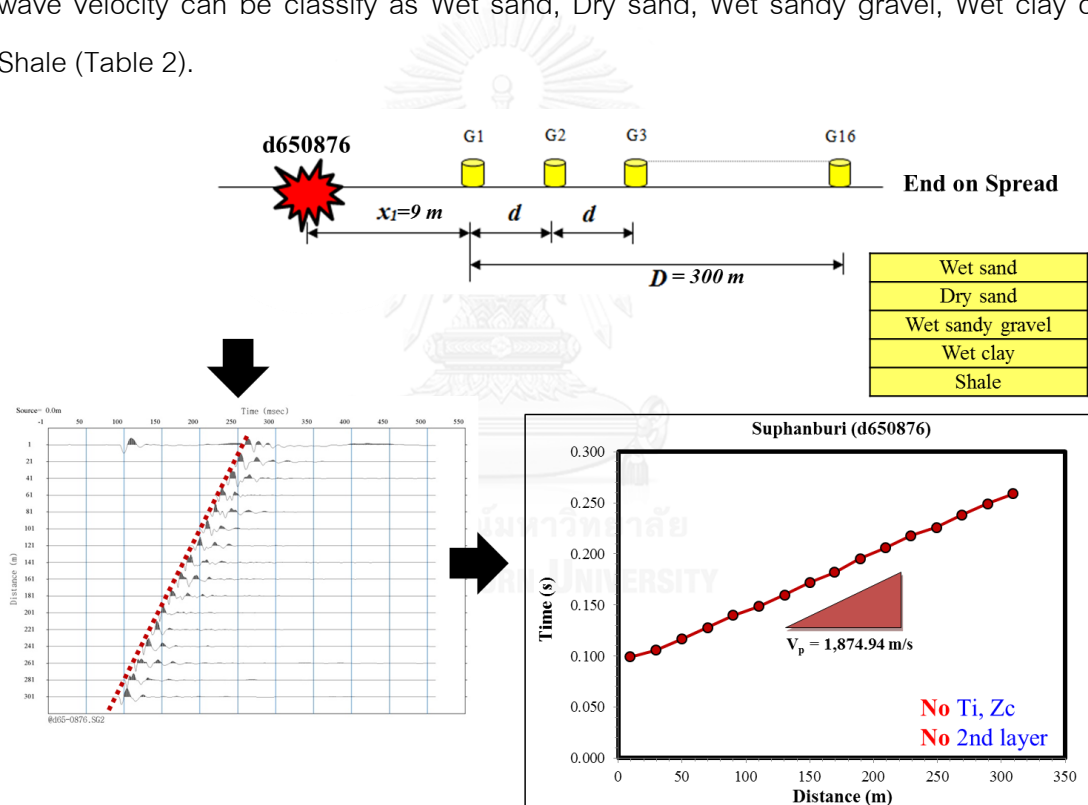 wave velocity can be classify as Wet sand, Dry sand, Wet sandy gravel, Wet clay
Shale (Table 2).
d650876
G1 G2 G3 G16
End on Spread
x1=9 m d d
D = 300 m
Wet sand
Dry sand
Wet sandy gravel
Wet clay
Shale
Source= 0.0m
Time (msec)
-1 50 100 150 200 250 300 350 400 450 500 550
1
21
41
61
81
101
121
141
161
181
201
221
241
261
281
301
Distance (m)
@d65-0876.SG2
Suphanburi (d650876)
0.300
0.250
0.200
0.150
0.100
0.050
0.000
Time (s)
Vp = 1,874.94 m/s
No Ti, Zc
No 2nd layer
0 50 100 150 200 250 300 350
Distance (m)
UNIVERSITY